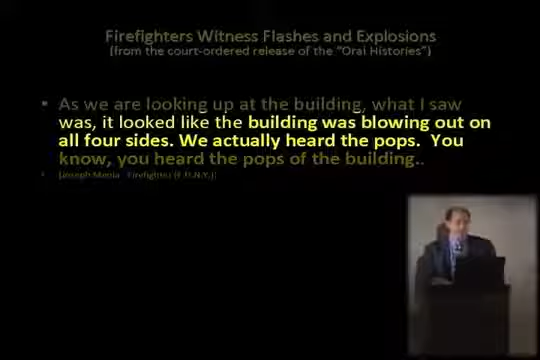 Firefighters Witness Flashes and Explosions
(from the court-ordered release of the “Oral Histories”)
• As we are looking up at the building, what I saw
was, it looked like the building was blowing out on
all four sides. We actually heard the pops. You
know, you heard the pops of the building..
• [Joseph Meola - Firefighter (F.D.N.Y.)]